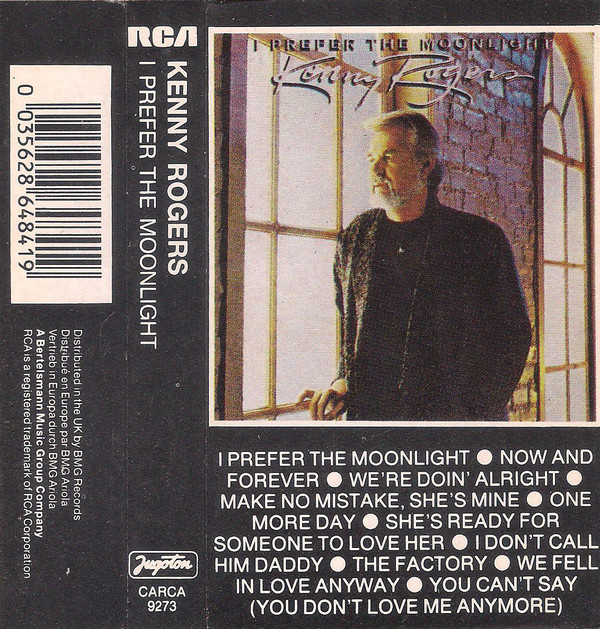 0 035628 648419
Distributed in the UK by BMG Records
Distribué en Europe par BMG Ariola
Vertrieb in Europa durch BMG Ariola
A Bertelsmann Music Group Company
RCA is a registered trademark of RCA Corporation
RCA
KENNY ROGERS
I PREFER THE MOONLIGHT
Jugoton
CARCA
9273
I PREFER THE MOONLIGHT
Kenny Rogers
I PREFER THE MOONLIGHT ● NOW AND
FOREVER ● WE'RE DOIN' ALRIGHT ●
MAKE NO MISTAKE, SHE'S MINE ● ONE
MORE DAY ● SHE'S READY FOR
SOMEONE TO LOVE HER ● I DON'T CALL
HIM DADDY ● THE FACTORY ● WE FELL
IN LOVE ANYWAY ● YOU CAN'T SAY
(YOU DON'T LOVE ME ANYMORE)